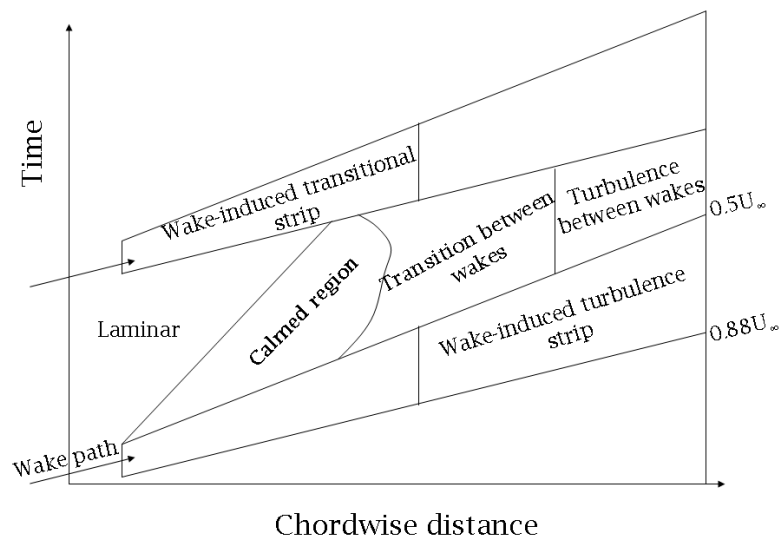 Time
Wake-induced transitional
strip
Turbulence
between wakes
Transition between
wakes
0.5U∞
Calmed region
Laminar
Wake-induced turbulence
strip
0.88U∞
Wake path
Chordwise distance